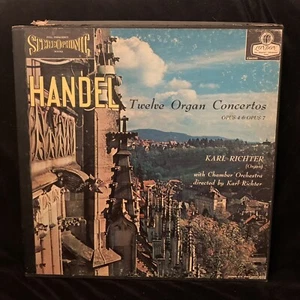 STEREOPHONIC
LONDON
HANDEL Twelve Organ Concertos
OPUS 4 & OPUS 7
KARL RICHTER
(Organ)
with Chamber Orchestra
directed by Karl Richter